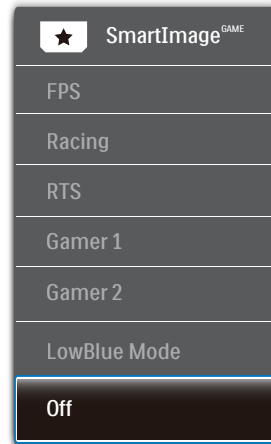 SmartImage GAME
FPS
Racing
RTS
Gamer 1
Gamer 2
LowBlue Mode
Off